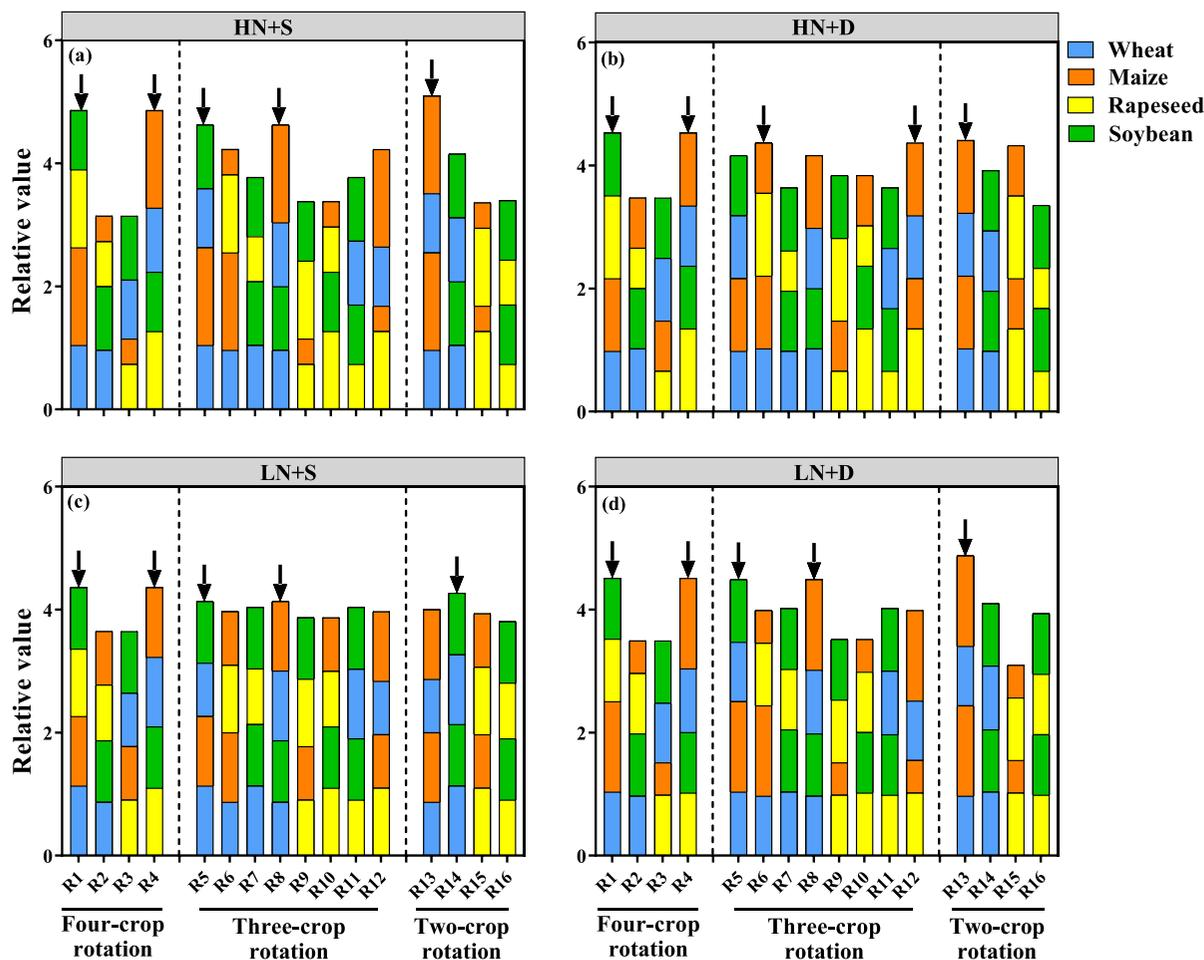 HN+S
(a)
6
4
2
0
Relative value
HN+D
(b)
6
4
2
0
Wheat
Maize
Rapeseed
Soybean
LN+S
(c)
6
4
2
0
Relative value
R1 R2 R3 R4 R5 R6 R7 R8 R9 R10 R11 R12 R13 R14 R15 R16
Four-crop Three-crop Two-crop
rotation rotation rotation
LN+D
(d)
6
4
2
0
R1 R2 R3 R4 R5 R6 R7 R8 R9 R10 R11 R12 R13 R14 R15 R16
Four-crop Three-crop Two-crop
rotation rotation rotation